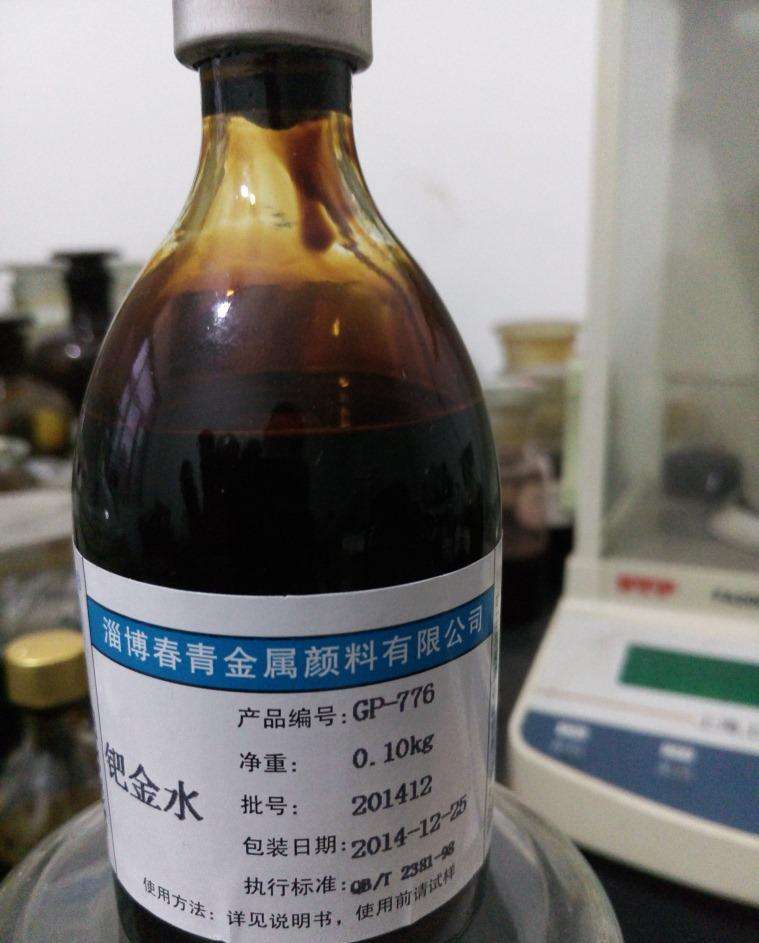 淄博春青金属颜料有限公司
产品编号:GP-776
净重: 0.10kg
钯金水
批号: 201412
包装日期:2014-12-25
执行标准:QB/T 2381-98
使用方法:详见说明书,使用前请试样